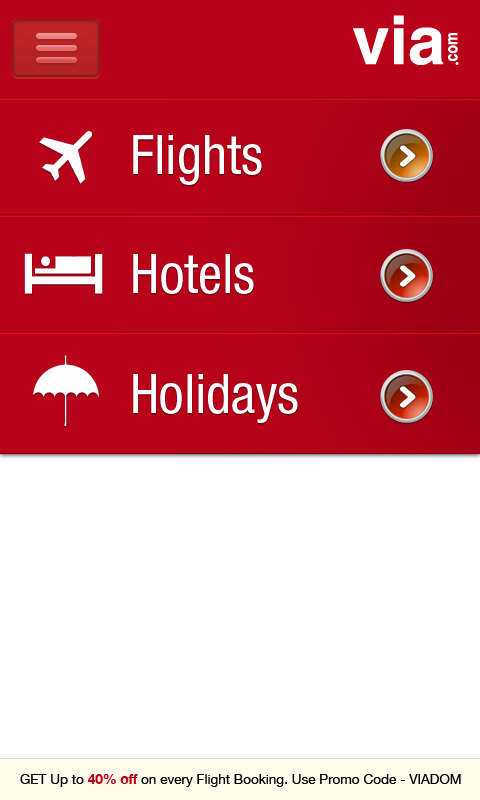 via.com
Flights
Hotels
Holidays
GET Up to 40% off on every Flight Booking. Use Promo Code - VIADOM